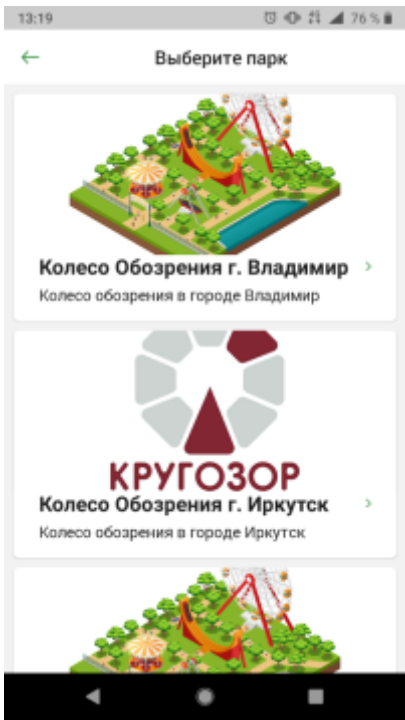 13:19
76 %
Выберите парк
Колесо Обозрения г. Владимир
Колесо обозрения в городе Владимир
КРУГОЗОР
Колесо Обозрения г. Иркутск
Колесо обозрения в городе Иркутск